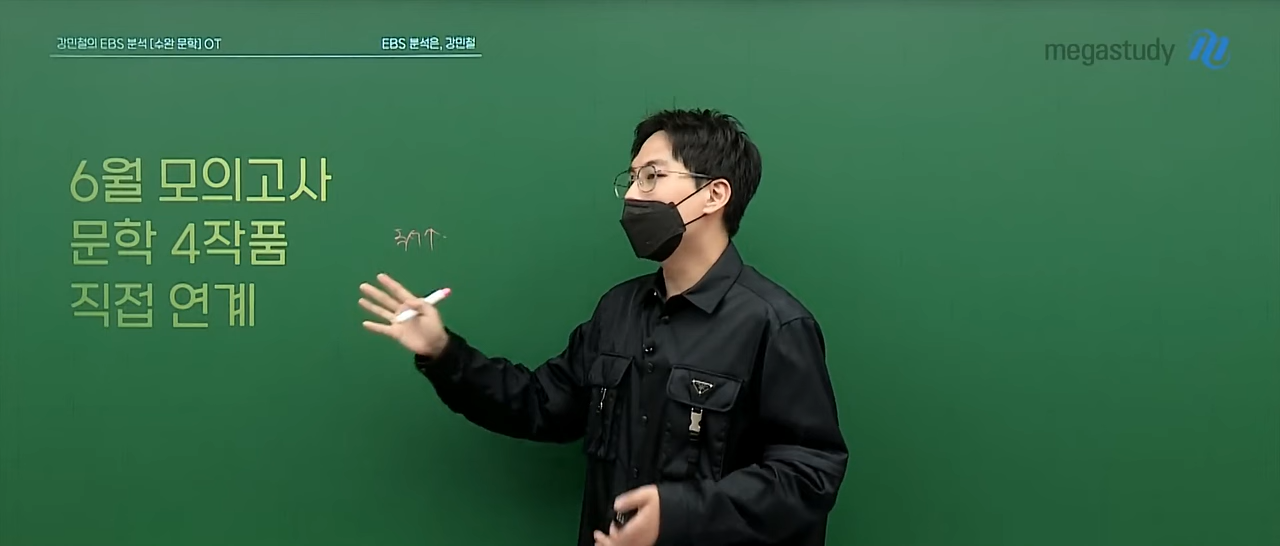 강민철의 EBS 분석 [수완 문학] OT
EBS 분석은, 강민철
megastudy
6월 모의고사
문학 4작품
직접 연계